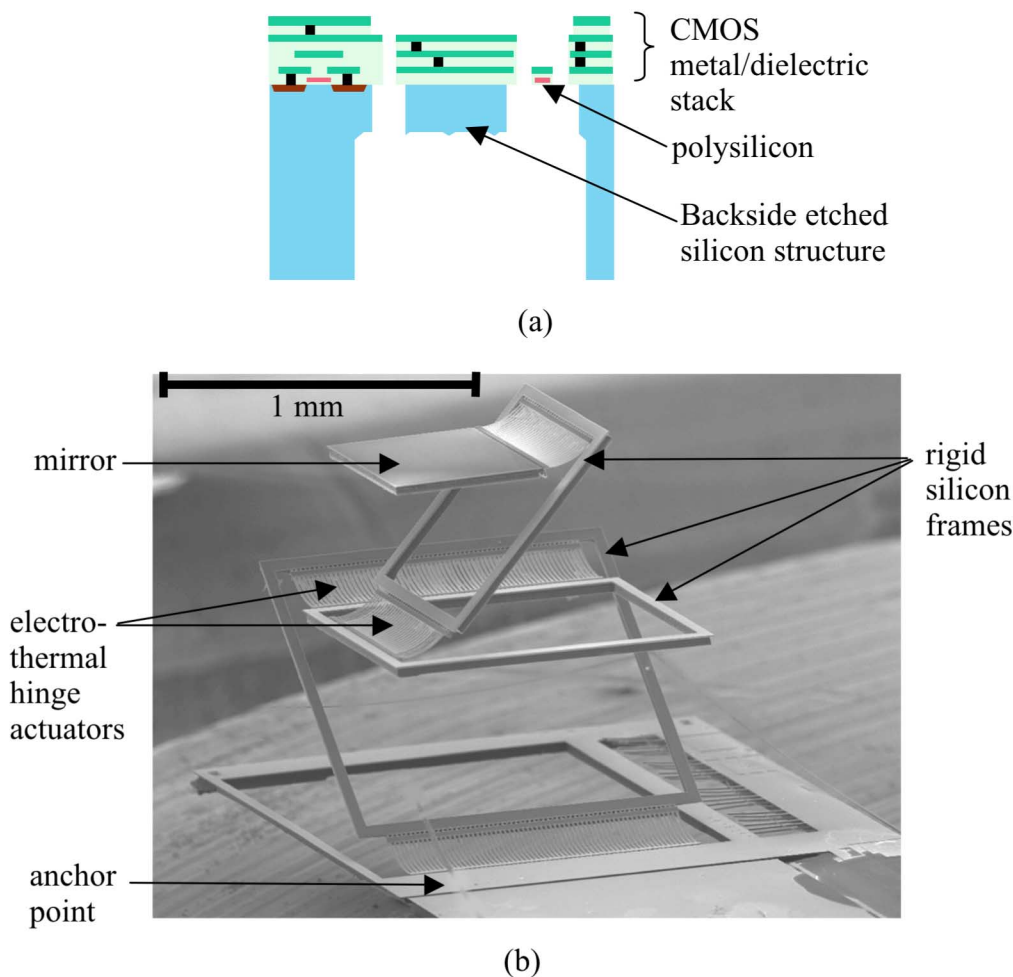 CMOS
metal/dielectric
stack
polysilicon
Backside etched
silicon structure
(a)
1 mm
mirror
rigid
silicon
frames
electro-
thermal
hinge
actuators
anchor
point
(b)